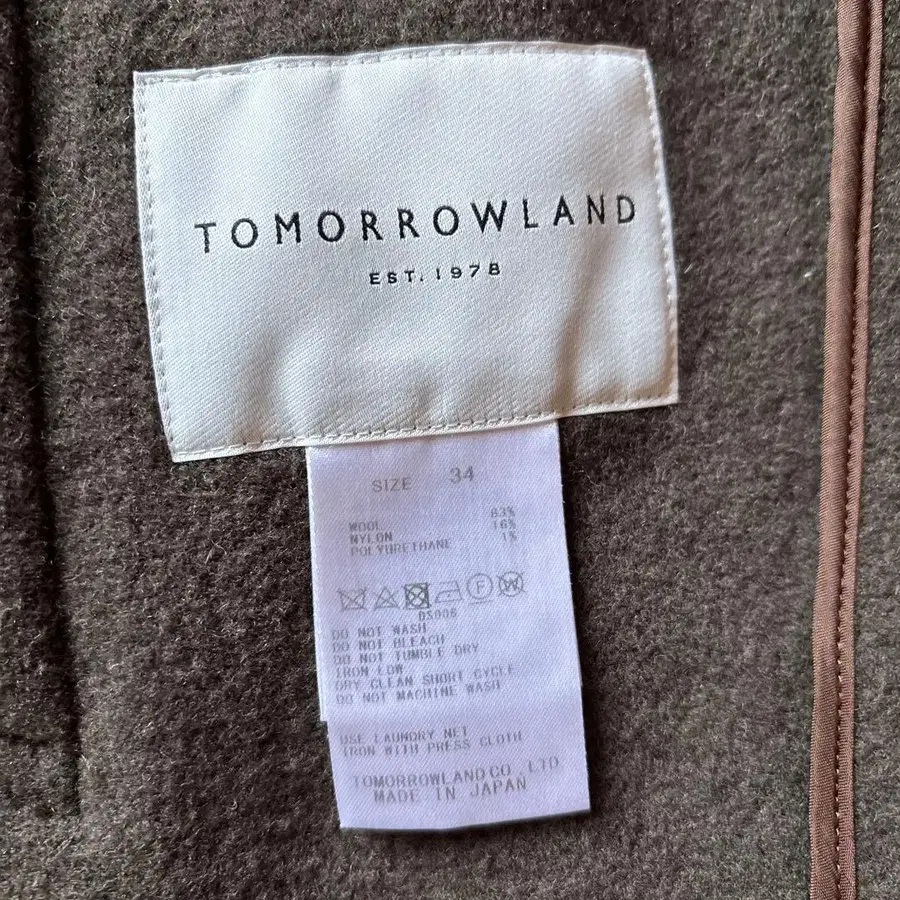 TOMORROWLAND
EST. 1978
SIZE 34
WOOL 83%
NYLON 16%
POLYURETHANE 1%
F W
DS006
DO NOT WASH
DO NOT BLEACH
DO NOT TUMBLE DRY
IRON LOW
DRY CLEAN SHORT CYCLE
DO NOT MACHINE WASH
USE LAUNDRY NET
IRON WITH PRESS CLOTH
TOMORROWLAND CO. LTD
MADE IN JAPAN